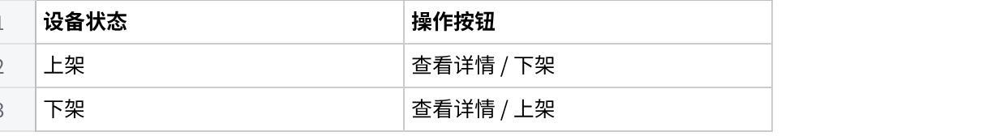 1 设备状态 操作按钮
2 上架 查看详情 / 下架
3 下架 查看详情 / 上架